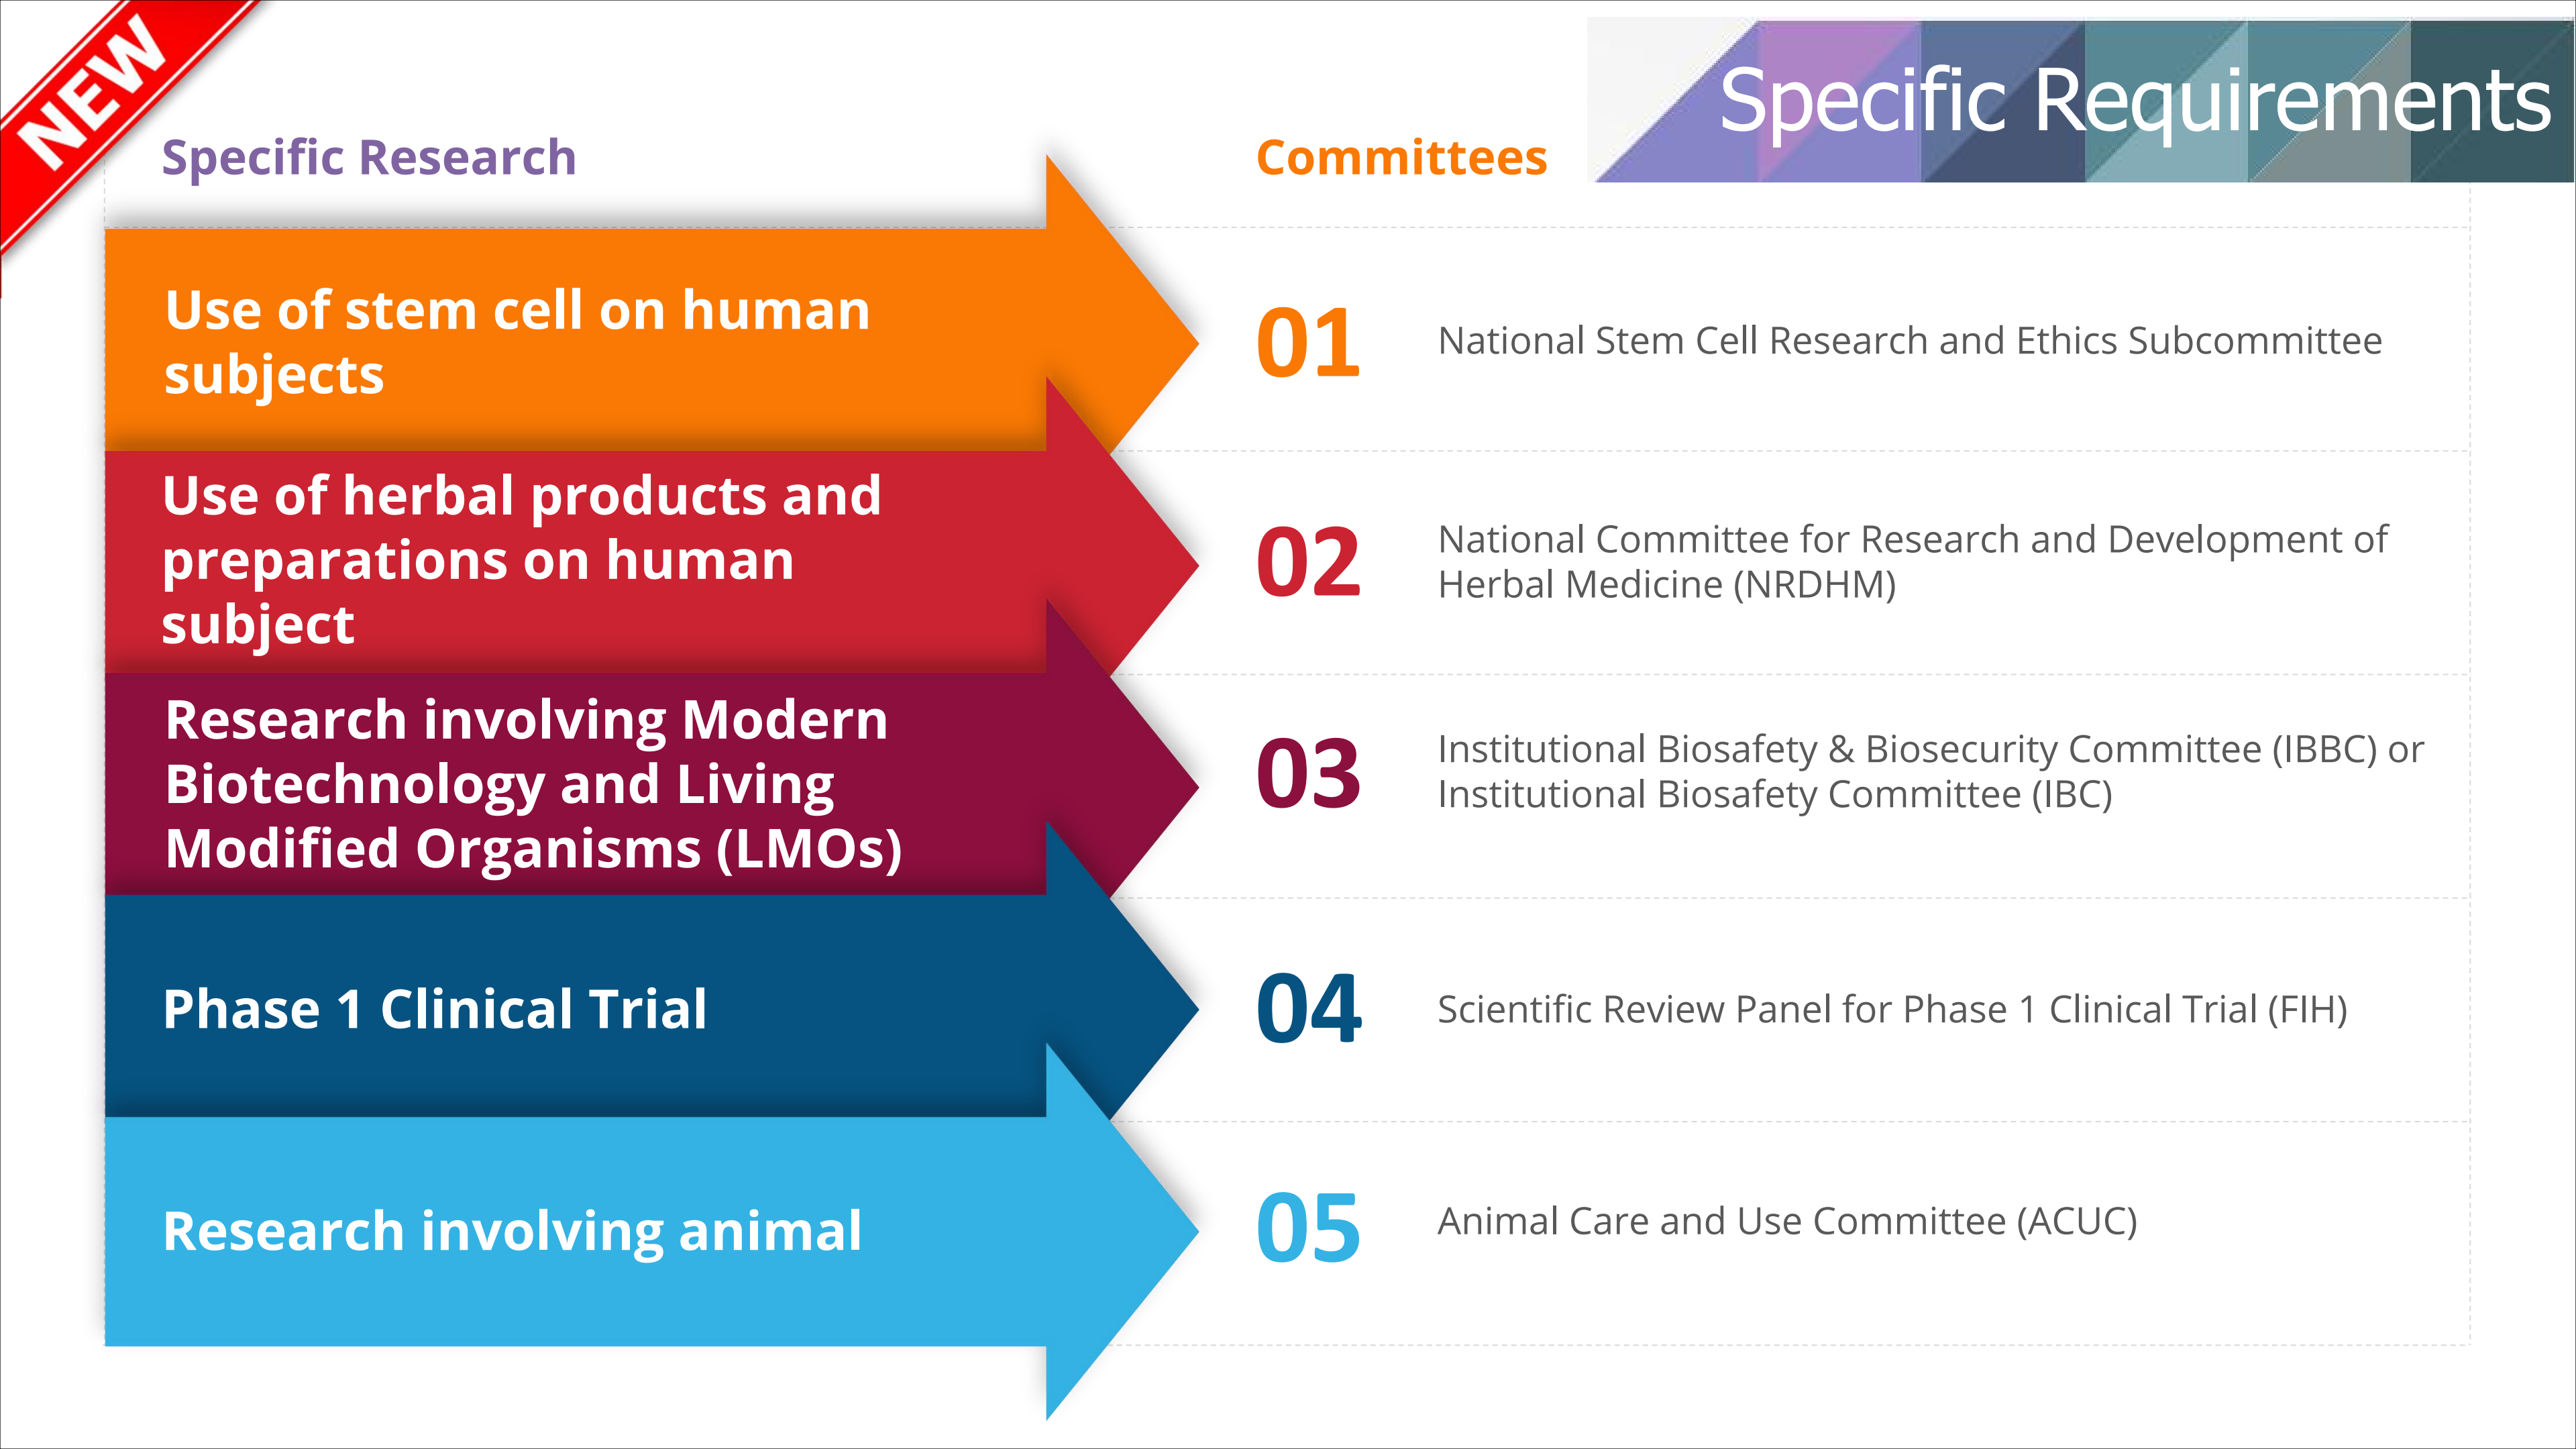 NEW
Specific Requirements
Specific Research
Committees
Use of stem cell on human
subjects
01
National Stem Cell Research and Ethics Subcommittee
Use of herbal products and
preparations on human
subject
02
National Committee for Research and Development of
Herbal Medicine (NRDHM)
Research involving Modern
Biotechnology and Living
Modified Organisms (LMOs)
03
Institutional Biosafety & Biosecurity Committee (IBBC) or
Institutional Biosafety Committee (IBC)
Phase 1 Clinical Trial
04
Scientific Review Panel for Phase 1 Clinical Trial (FIH)
Research involving animal
05
Animal Care and Use Committee (ACUC)